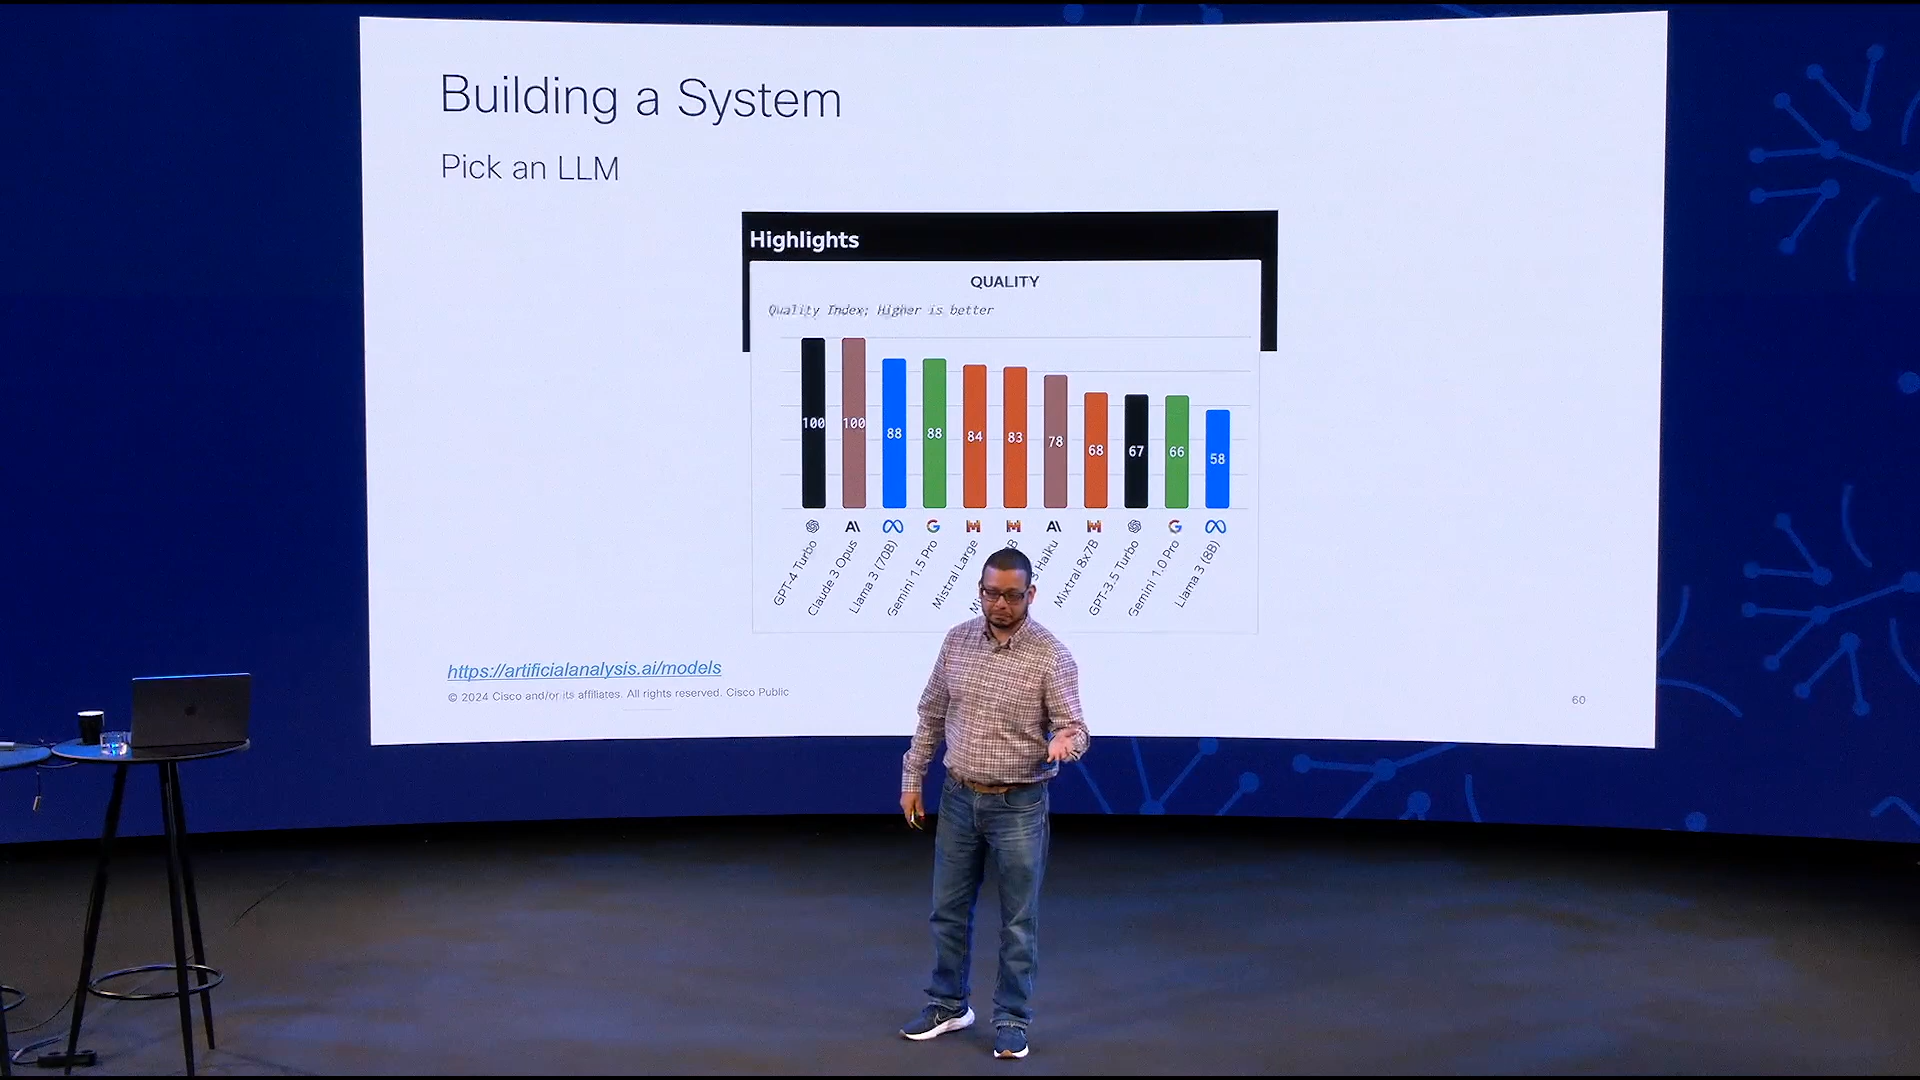 Building a System
Pick an LLM
Highlights
QUALITY
Quality Index; Higher is better
100 100 88 88 84 83 78 68 67 66 58
GPT-4 Turbo
Claude 3 Opus
Llama 3 (70B)
Gemini 1.5 Pro
Mistral Large
Haiku
Mixtral 8x7B
GPT-3.5 Turbo
Gemini 1.0 Pro
Llama 3 (8B)
https://artificialanalysis.ai/models
© 2024 Cisco and/or its affiliates. All rights reserved. Cisco Public
60